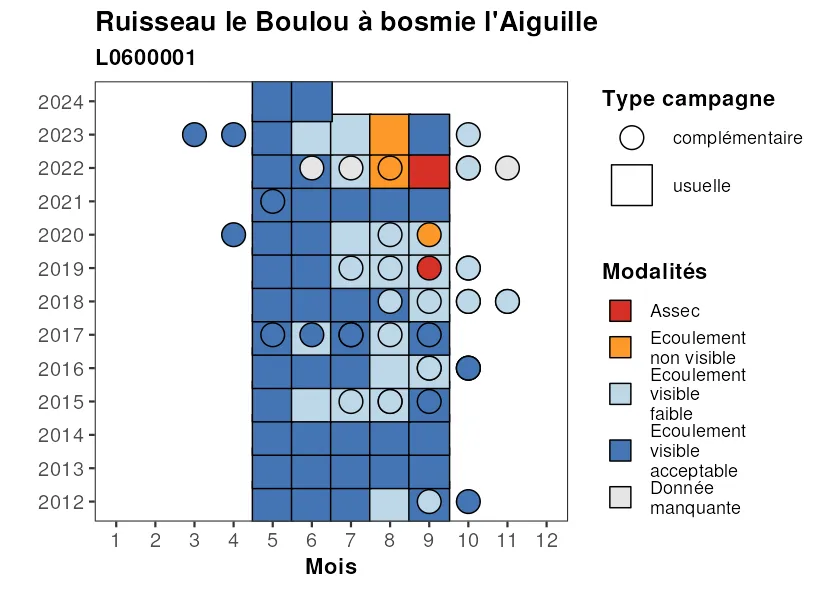 Ruisseau le Boulou à bosmie l'Aiguille
L0600001
2024
2023
2022
2021
2020
2019
2018
2017
2016
2015
2014
2013
2012
1 2 3 4 5 6 7 8 9 10 11 12
Mois
Type campagne
complémentaire
usuelle
Modalités
Assec
Ecoulement
non visible
Ecoulement
visible
faible
Ecoulement
visible
acceptable
Donnée
manquante